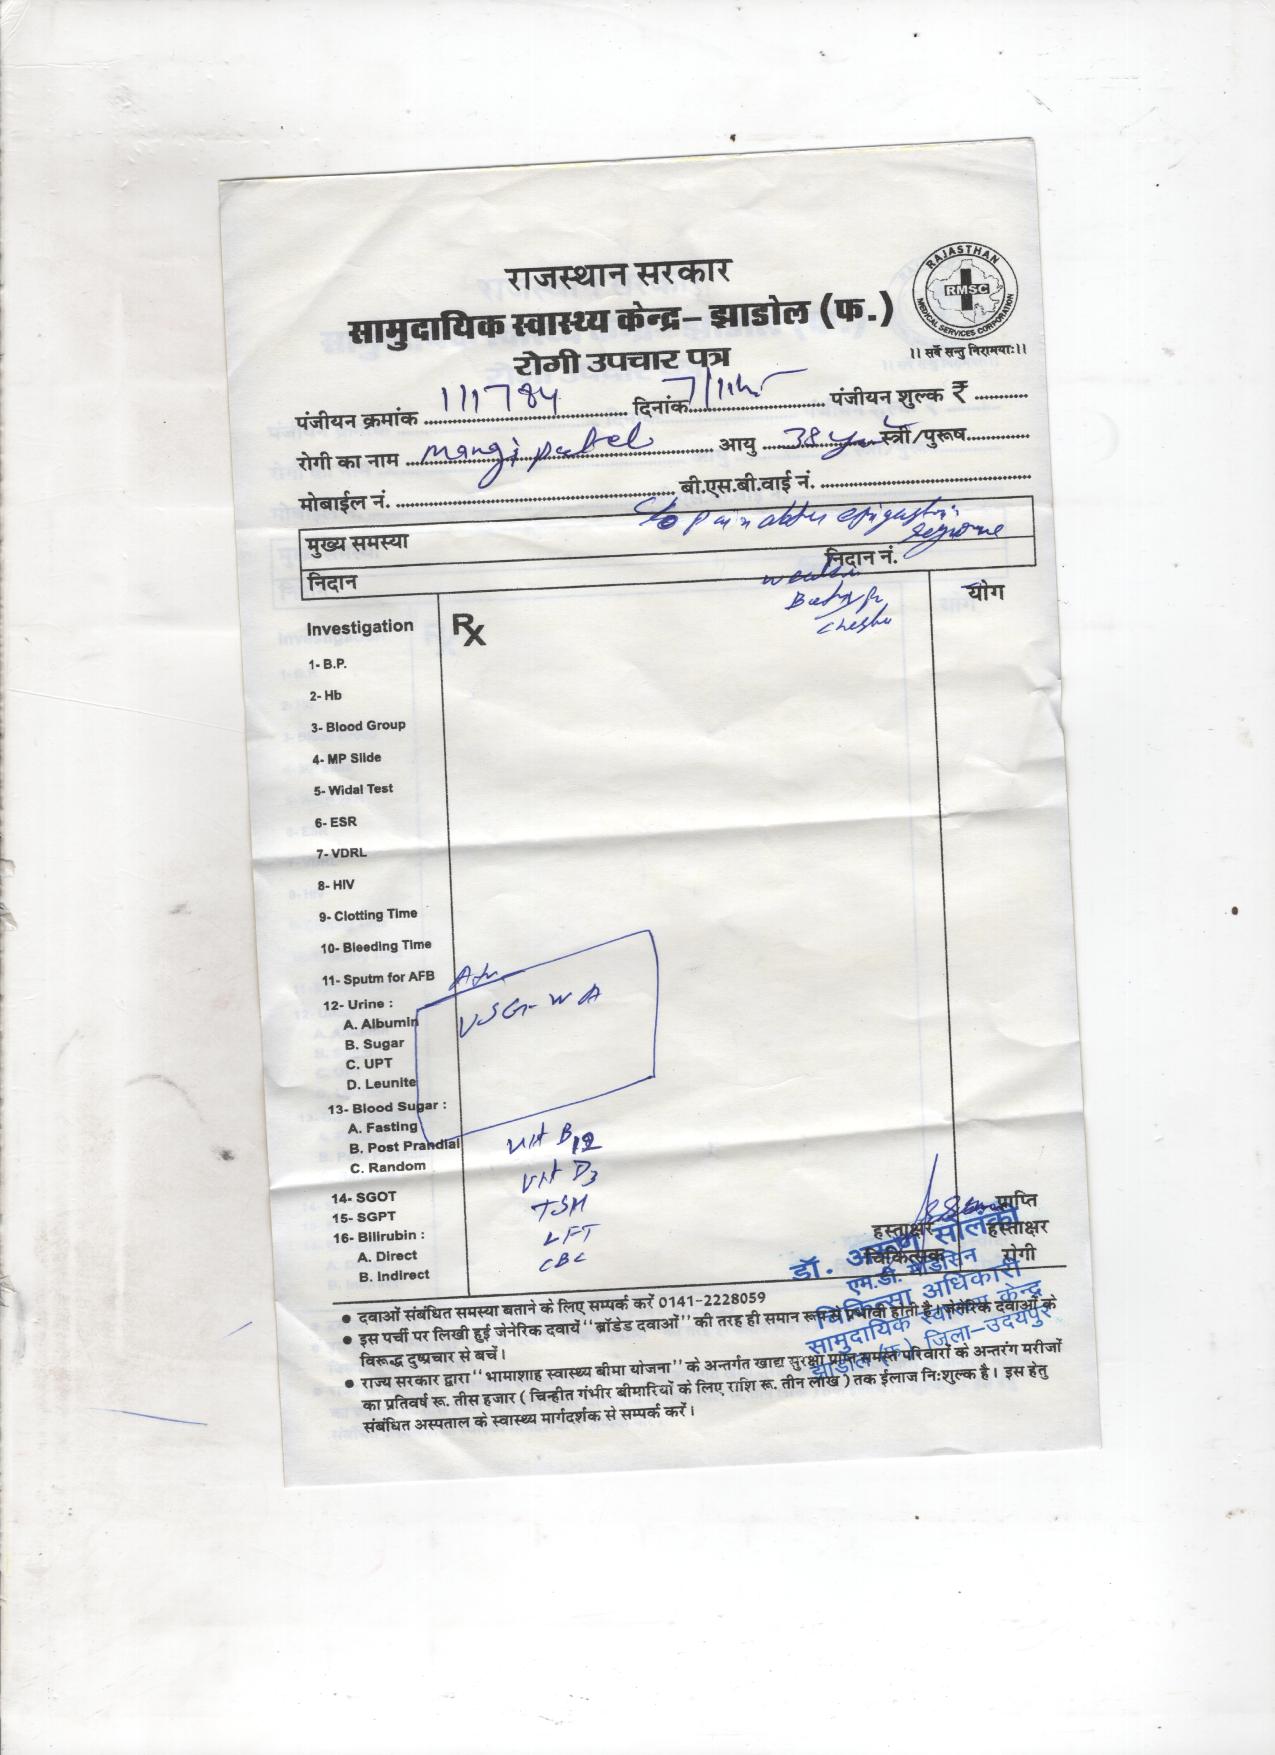 राजस्थान सरकार
सामुदायिक स्वास्थ्य केन्द्र– झाडोल (फ.)
रोगी उपचार पत्र
RAJASTHAN
RMSC
MEDICAL SERVICES CORPORATION
।। सर्वे सन्तु निरामयाः।।
पंजीयन क्रमांक 111784 दिनांक पंजीयन शुल्क ₹
रोगी का नाम mangi patel आयु 38 स्त्री/पुरूष
मोबाईल नं. बी.एस.बी.वाई नं.
मुख्य समस्या c/o pain
निदान निदान नं.
Investigation Rx योग
1- B.P.
2- Hb
3- Blood Group
4- MP Slide
5- Widal Test
6- ESR
7- VDRL
8- HIV
9- Clotting Time
10- Bleeding Time
11- Sputm for AFB
12- Urine :
A. Albumin
B. Sugar
C. UPT
D. Leunite
USG- W A
13- Blood Sugar :
A. Fasting
B. Post Prandial
C. Random
Vit B12
Vit D3
TSH
LFT
CBC
14- SGOT
15- SGPT
16- Bilirubin :
A. Direct
B. Indirect
हस्ताक्षर चिकित्सक
प्राप्ति हस्ताक्षर रोगी
डॉ. सोलंकी
एम.डी. मेडिसिन
चिकित्सा अधिकारी
सामुदायिक स्वास्थ्य केन्द्र
झाडोल (फ.) जिला–उदयपुर
● दवाओं संबंधित समस्या बताने के लिए सम्पर्क करें 0141-2228059
● इस पर्ची पर लिखी हुई जेनेरिक दवायें "ब्रॉडेड दवाओं" की तरह ही समान रूप से प्रभावी होती है। जेनेरिक दवाओं के
विरूद्ध दुष्प्रचार से बचें।
● राज्य सरकार द्वारा "भामाशाह स्वास्थ्य बीमा योजना" के अन्तर्गत खाद्य सुरक्षा प्राप्त समस्त परिवारों के अन्तरंग मरीजों
का प्रतिवर्ष रू. तीस हजार ( चिन्हीत गंभीर बीमारियों के लिए राशि रू. तीन लाख ) तक ईलाज निःशुल्क है। इस हेतु
संबंधित अस्पताल के स्वास्थ्य मार्गदर्शक से सम्पर्क करें।